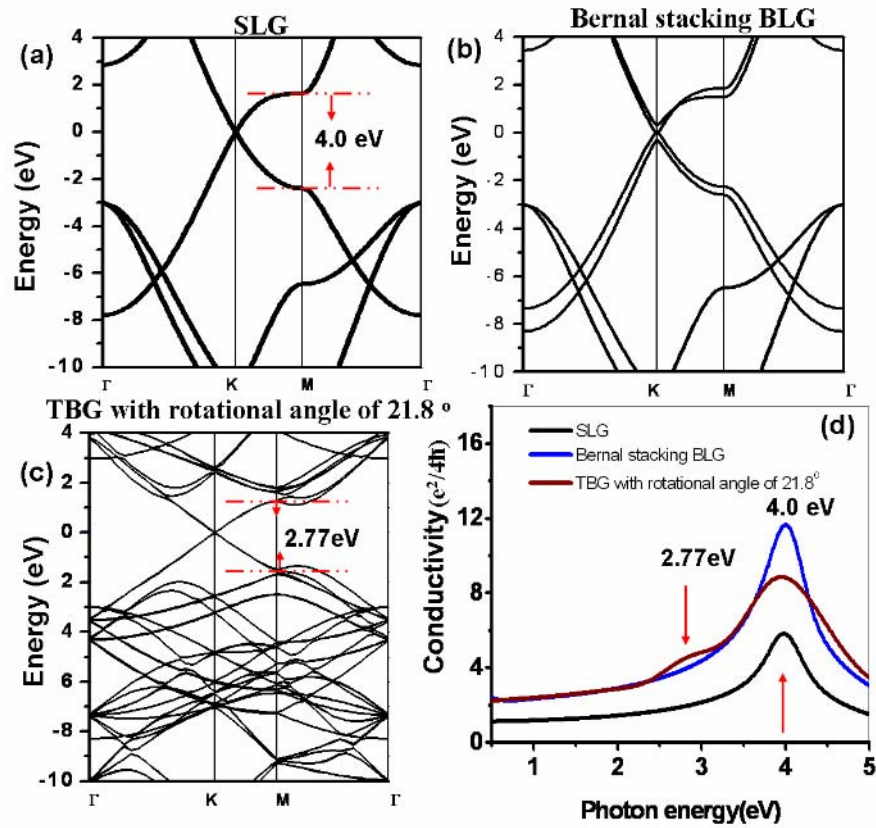 SLG
(a)
4
2
0
-2
-4
-6
-8
-10
Energy (eV)
4.0 eV
Γ K M Γ
Bernal stacking BLG
(b)
4
2
0
-2
-4
-6
-8
-10
Energy (eV)
Γ K M Γ
TBG with rotational angle of 21.8 °
(c)
4
2
0
2
4
6
-8
-10
Energy (eV)
2.77eV
Γ K M Γ
(d)
SLG
Bernal stacking BLG
TBG with rotational angle of 21.8°
4.0 eV
2.77eV
16
12
8
4
0
Conductivity (e²/4ħ)
1 2 3 4 5
Photon energy(eV)